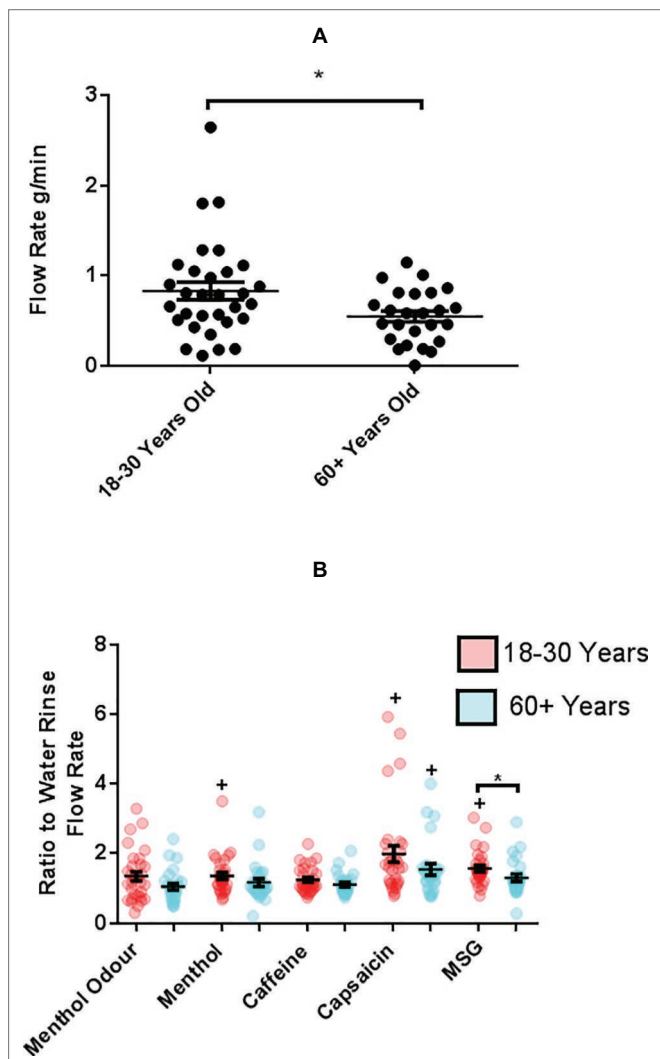 A
*
3
2
1
0
Flow Rate g/min
18-30 Years Old
60+ Years Old
B
8
6
4
2
0
Ratio to Water Rinse
Flow Rate
18-30 Years
60+ Years
+
+
+
+
*
Menthol Odour
Menthol
Caffeine
Capsaicin
MSG